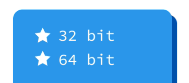 ★ 32 bit
★ 64 bit